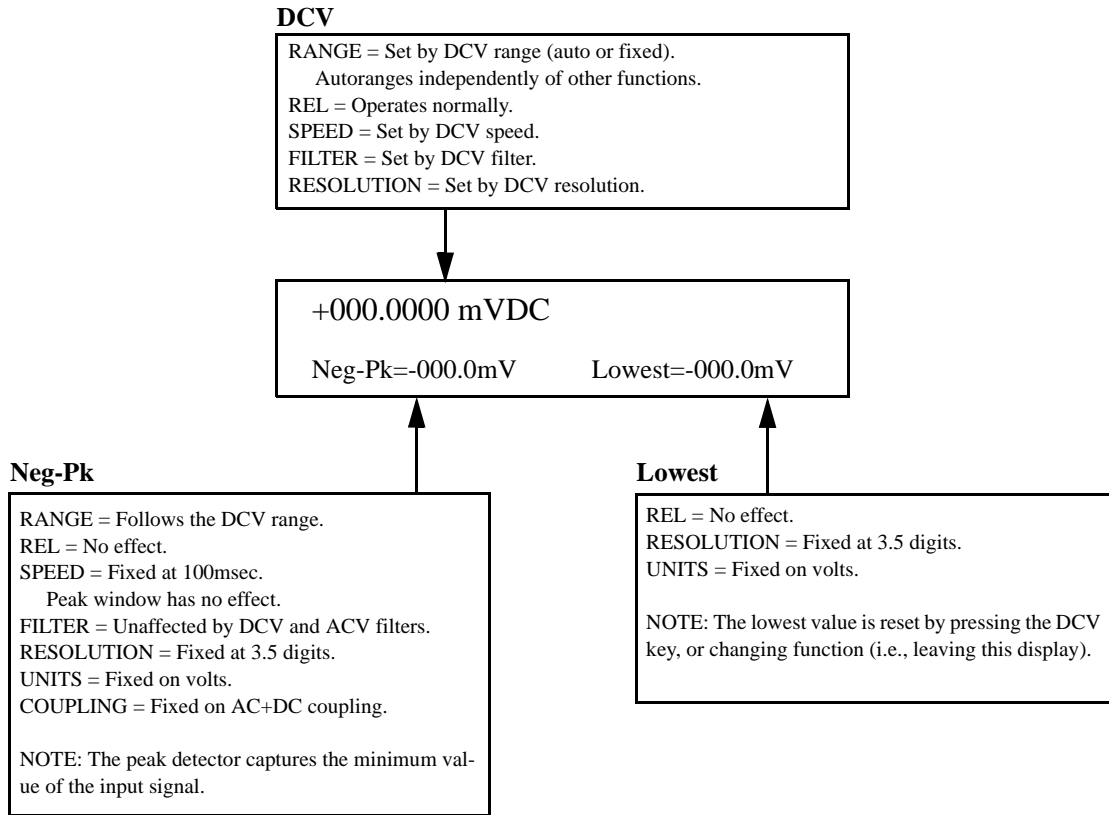 DCV
RANGE = Set by DCV range (auto or fixed).
Autoranges independently of other functions.
REL = Operates normally.
SPEED = Set by DCV speed.
FILTER = Set by DCV filter.
RESOLUTION = Set by DCV resolution.
+000.0000 mVDC
Neg-Pk=-000.0mV Lowest=-000.0mV
Neg-Pk
RANGE = Follows the DCV range.
REL = No effect.
SPEED = Fixed at 100msec.
Peak window has no effect.
FILTER = Unaffected by DCV and ACV filters.
RESOLUTION = Fixed at 3.5 digits.
UNITS = Fixed on volts.
COUPLING = Fixed on AC+DC coupling.
NOTE: The peak detector captures the minimum val-
ue of the input signal.
Lowest
REL = No effect.
RESOLUTION = Fixed at 3.5 digits.
UNITS = Fixed on volts.
NOTE: The lowest value is reset by pressing the DCV
key, or changing function (i.e., leaving this display).